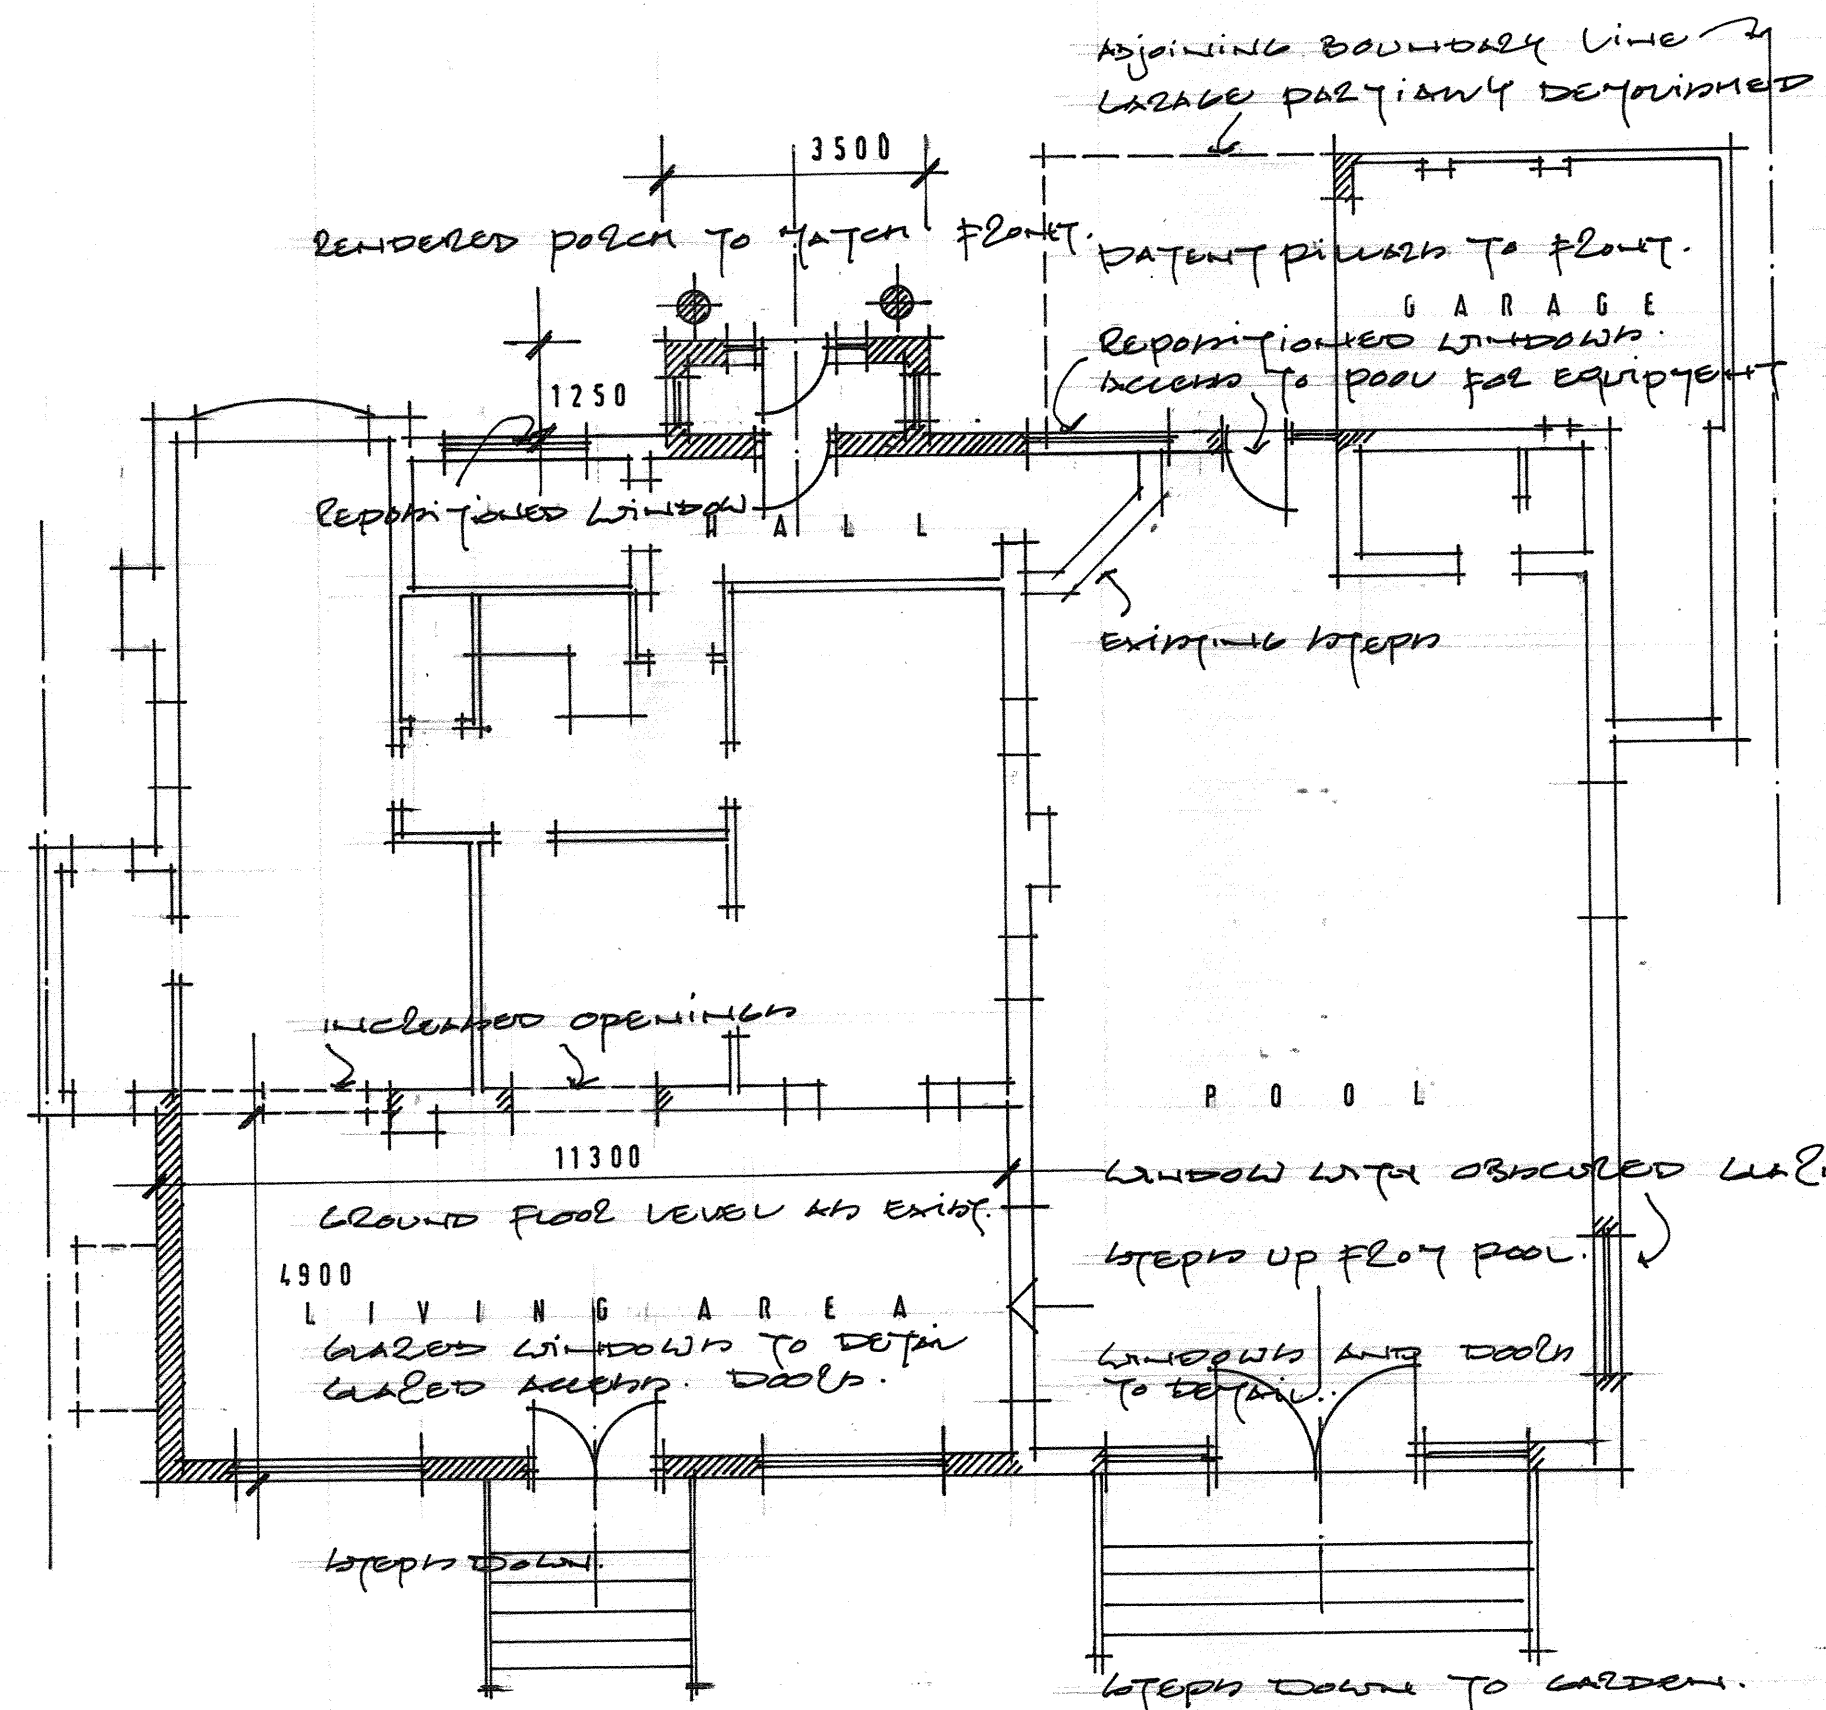 ADJOINING BOUNDARY LINE
GARAGE PARTIALLY DEMOLISHED
3500
RENDERED PORCH TO MATCH FRONT.
PATENT PILLARS TO FRONT.
GARAGE
REPOSITIONED WINDOWS.
ACCESS TO POOL FOR EQUIPMENT
1250
REPOSITIONED WINDOW
HALL
EXISTING STEPS
INCREASED OPENINGS
POOL
11300
WINDOW WITH OBSCURED GLAZ
GROUND FLOOR LEVEL AS EXIST.
STEPS UP FROM POOL.
4900
LIVING AREA
GLAZED WINDOWS TO DETAIL
GLAZED ACCESS. DOORS.
WINDOWS AND DOORS
TO DETAIL.
STEPS DOWN.
STEPS DOWN TO GARDEN.